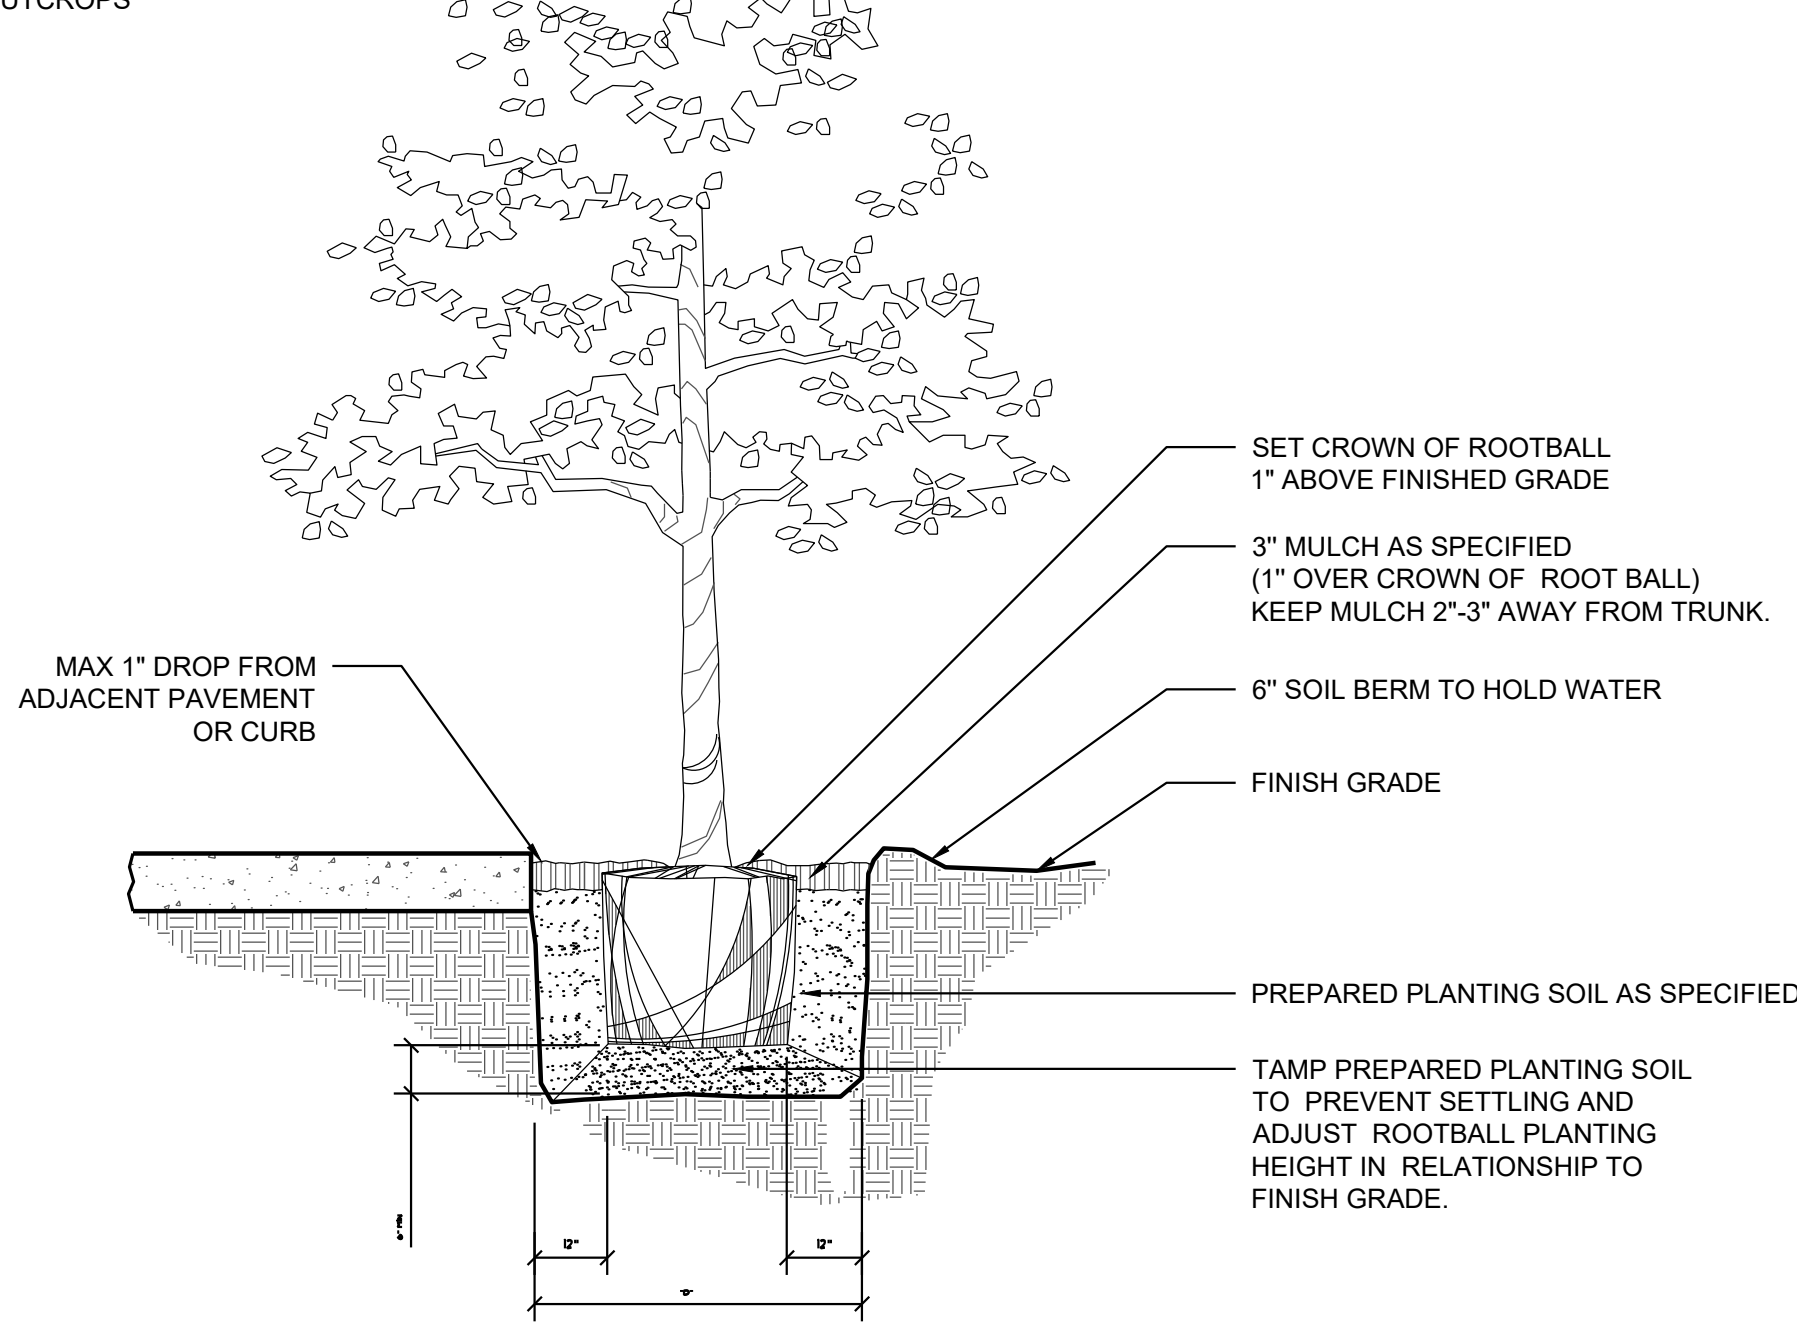 UTCROPS
SET CROWN OF ROOTBALL
1" ABOVE FINISHED GRADE
3" MULCH AS SPECIFIED
(1" OVER CROWN OF ROOT BALL)
KEEP MULCH 2"-3" AWAY FROM TRUNK.
MAX 1" DROP FROM
ADJACENT PAVEMENT
OR CURB
6" SOIL BERM TO HOLD WATER
FINISH GRADE
PREPARED PLANTING SOIL AS SPECIFIED
TAMP PREPARED PLANTING SOIL
TO PREVENT SETTLING AND
ADJUST ROOTBALL PLANTING
HEIGHT IN RELATIONSHIP TO
FINISH GRADE.
6" MIN
12"
12"